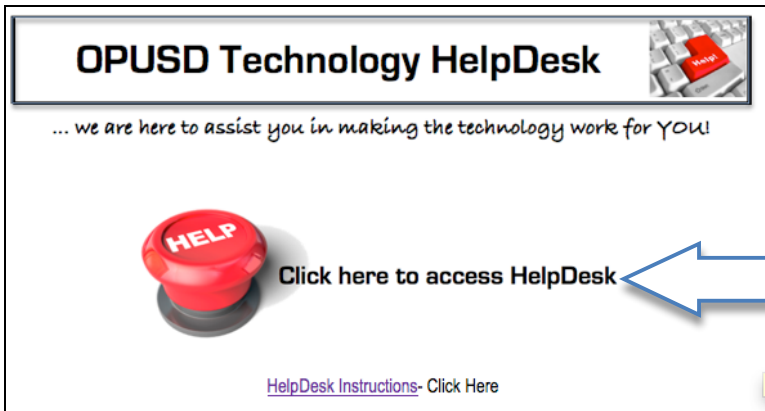 OPUSD Technology HelpDesk
Help!
... we are here to assist you in making the technology work for YOU!
HELP
Click here to access HelpDesk
HelpDesk Instructions- Click Here